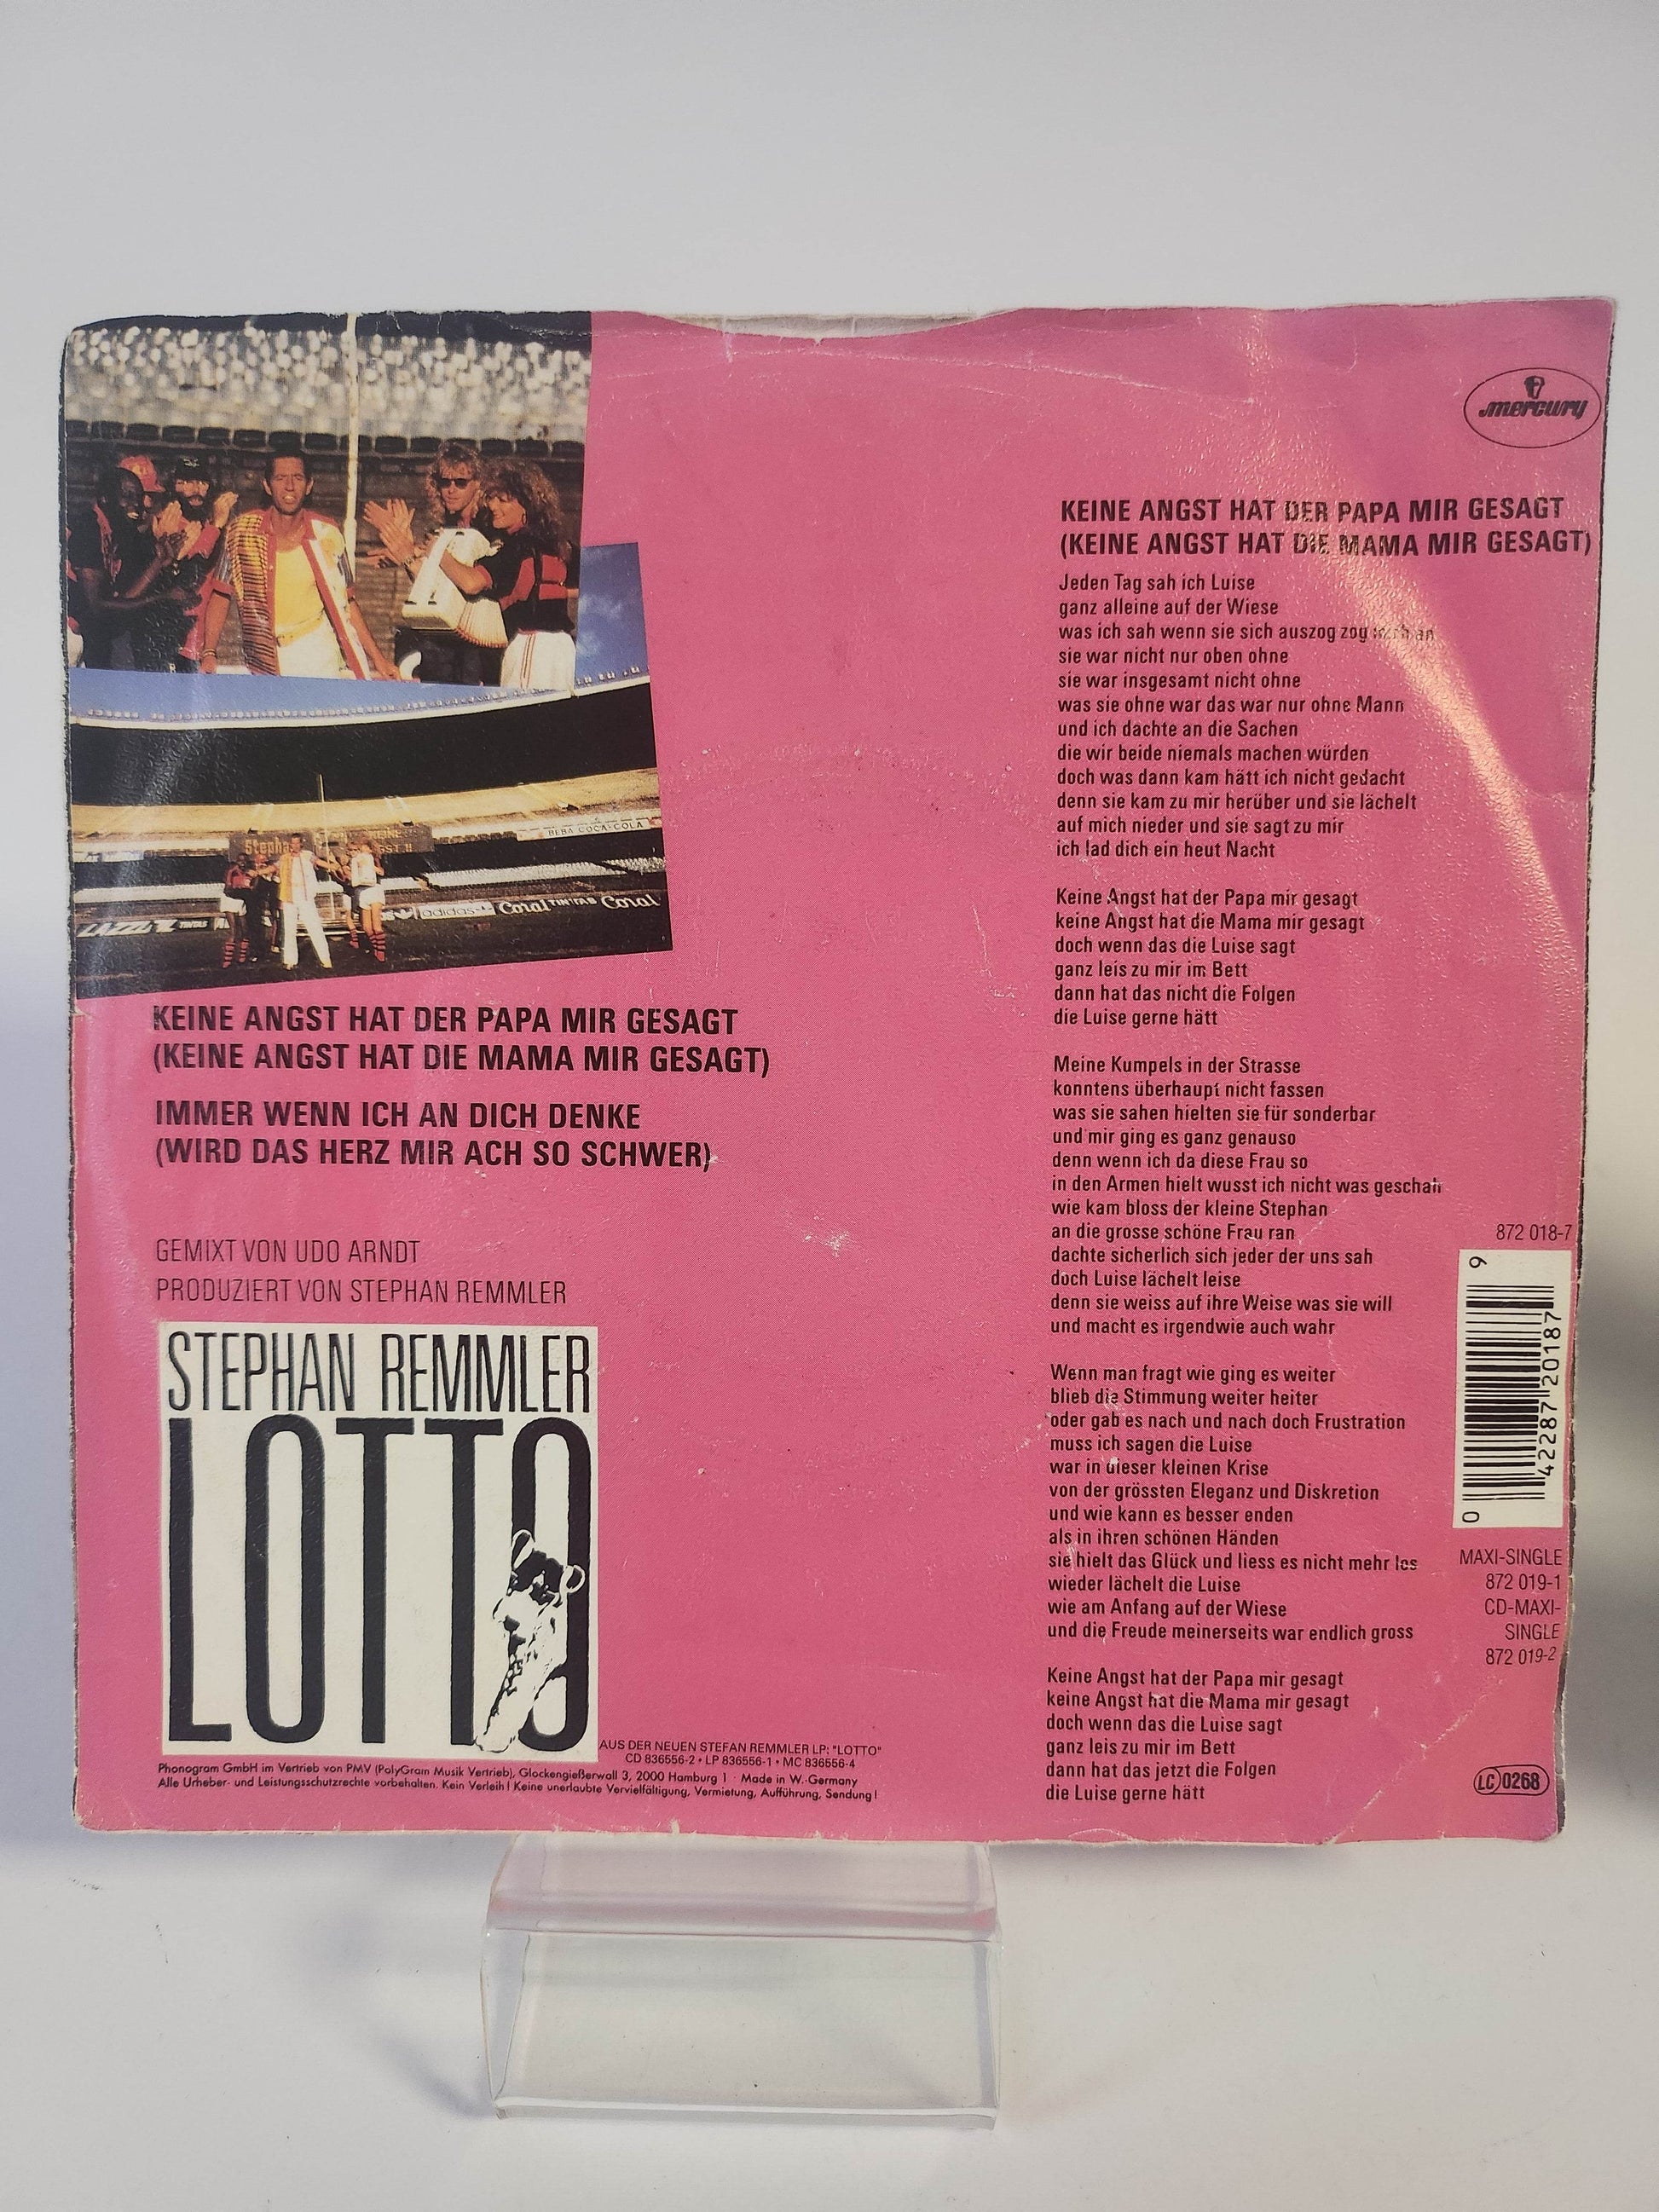 Stephan
BEBA COCA-COLA
adidas
Coral TINTAS Coral
KEINE ANGST HAT DER PAPA MIR GESAGT
(KEINE ANGST HAT DIE MAMA MIR GESAGT)
IMMER WENN ICH AN DICH DENKE
(WIRD DAS HERZ MIR ACH SO SCHWER)
GEMIXT VON UDO ARNDT
PRODUZIERT VON STEPHAN REMMLER
STEPHAN REMMLER
LOTTO
AUS DER NEUEN STEFAN REMMLER LP: "LOTTO"
CD 836556-2 • LP 836556-1 • MC 836556-4
Phonogram GmbH im Vertrieb von PMV (PolyGram Musik Vertrieb), Glockengießerwall 3, 2000 Hamburg 1 · Made in W.-Germany
Alle Urheber- und Leistungsschutzrechte vorbehalten. Kein Verleih! Keine unerlaubte Vervielfältigung, Vermietung, Aufführung, Sendung!
mercury
KEINE ANGST HAT DER PAPA MIR GESAGT
(KEINE ANGST HAT DIE MAMA MIR GESAGT)
Jeden Tag sah ich Luise
ganz alleine auf der Wiese
was ich sah wenn sie sich auszog zog mich an
sie war nicht nur oben ohne
sie war insgesamt nicht ohne
was sie ohne war das war nur ohne Mann
und ich dachte an die Sachen
die wir beide niemals machen würden
doch was dann kam hätt ich nicht gedacht
denn sie kam zu mir herüber und sie lächelt
auf mich nieder und sie sagt zu mir
ich lad dich ein heut Nacht
Keine Angst hat der Papa mir gesagt
keine Angst hat die Mama mir gesagt
doch wenn das die Luise sagt
ganz leis zu mir im Bett
dann hat das nicht die Folgen
die Luise gerne hätt
Meine Kumpels in der Strasse
konntens überhaupt nicht fassen
was sie sahen hielten sie für sonderbar
und mir ging es ganz genauso
denn wenn ich da diese Frau so
in den Armen hielt wusst ich nicht was geschah
wie kam bloss der kleine Stephan
an die grosse schöne Frau ran
dachte sicherlich sich jeder der uns sah
doch Luise lächelt leise
denn sie weiss auf ihre Weise was sie will
und macht es irgendwie auch wahr
Wenn man fragt wie ging es weiter
blieb die Stimmung weiter heiter
oder gab es nach und nach doch Frustration
muss ich sagen die Luise
war in dieser kleinen Krise
von der grössten Eleganz und Diskretion
und wie kann es besser enden
als in ihren schönen Händen
sie hielt das Glück und liess es nicht mehr los
wieder lächelt die Luise
wie am Anfang auf der Wiese
und die Freude meinerseits war endlich gross
Keine Angst hat der Papa mir gesagt
keine Angst hat die Mama mir gesagt
doch wenn das die Luise sagt
ganz leis zu mir im Bett
dann hat das jetzt die Folgen
die Luise gerne hätt
872 018-7
0 42287 20187 9
MAXI-SINGLE
872 019-1
CD-MAXI-
SINGLE
872 019-2
LC 0268